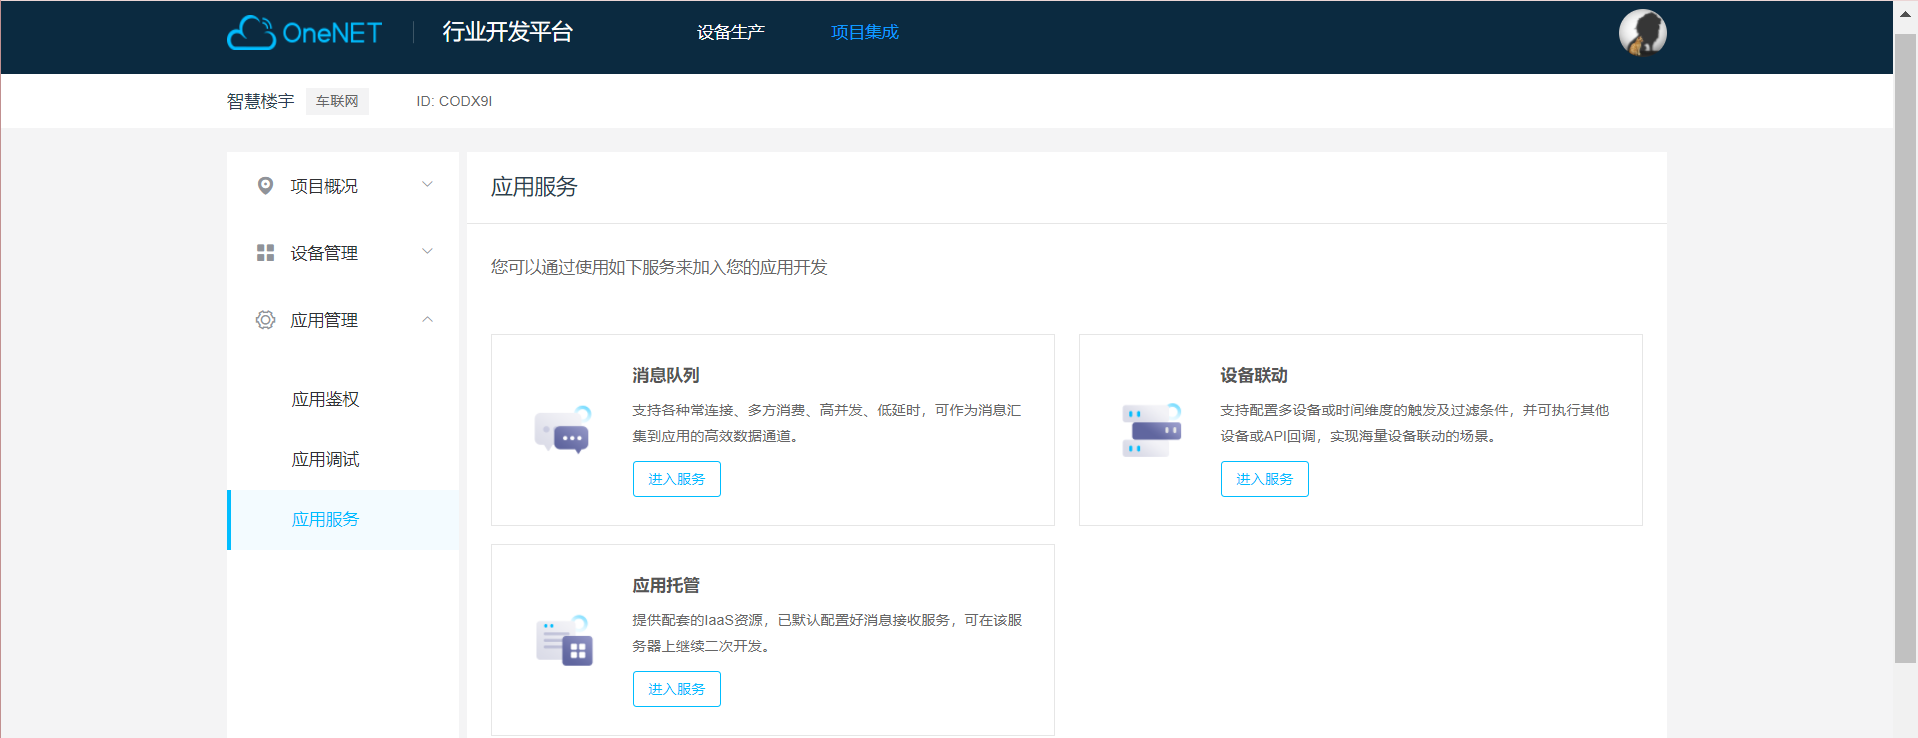 OneNET 行业开发平台 设备生产 项目集成
智慧楼宇 车联网 ID: CODX9I
项目概况
设备管理
应用管理
应用鉴权
应用调试
应用服务
应用服务
您可以通过使用如下服务来加入您的应用开发
消息队列
支持各种常连接、多方消费、高并发、低延时，可作为消息汇
集到应用的高效数据通道。
进入服务
设备联动
支持配置多设备或时间维度的触发及过滤条件，并可执行其他
设备或API回调，实现海量设备联动的场景。
进入服务
应用托管
提供配套的IaaS资源，已默认配置好消息接收服务，可在该服
务器上继续二次开发。
进入服务